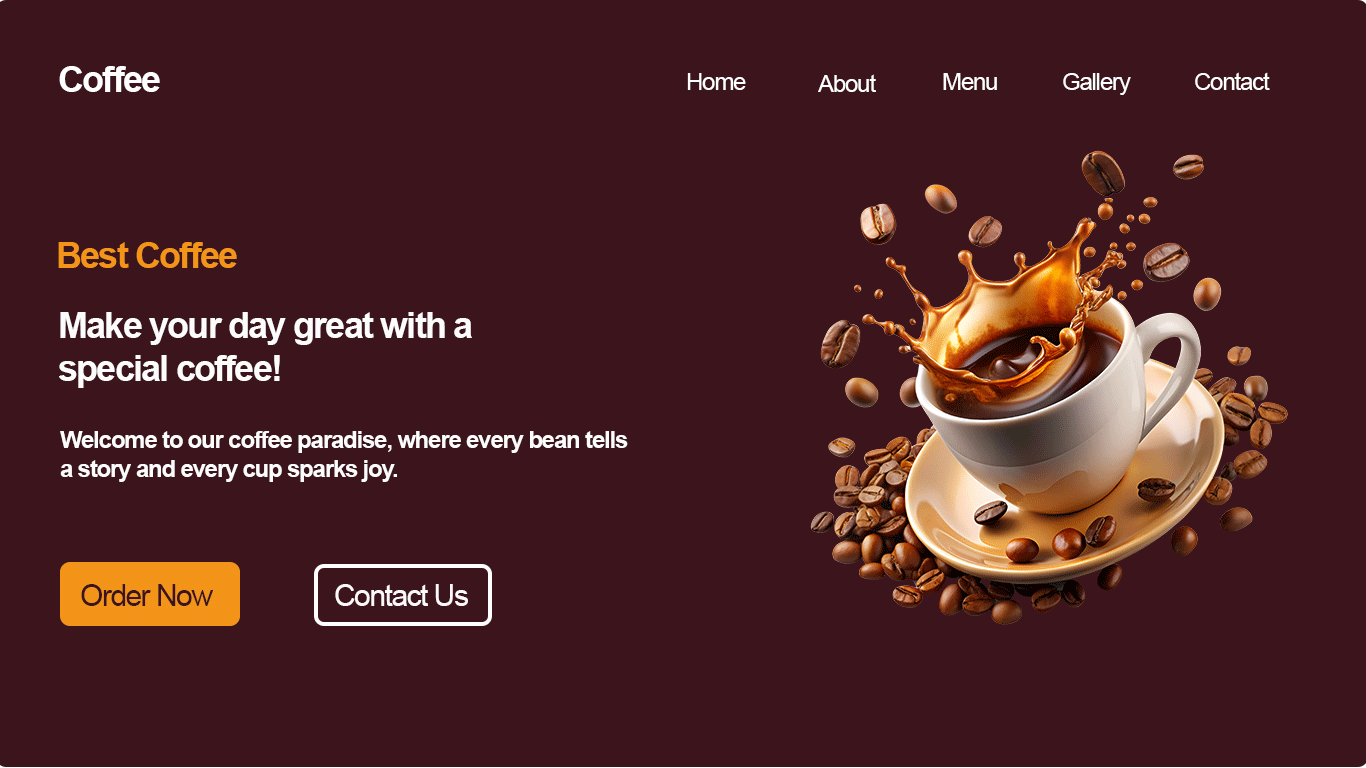 Coffee
Home About Menu Gallery Contact
Best Coffee
Make your day great with a
special coffee!
Welcome to our coffee paradise, where every bean tells
a story and every cup sparks joy.
Order Now Contact Us